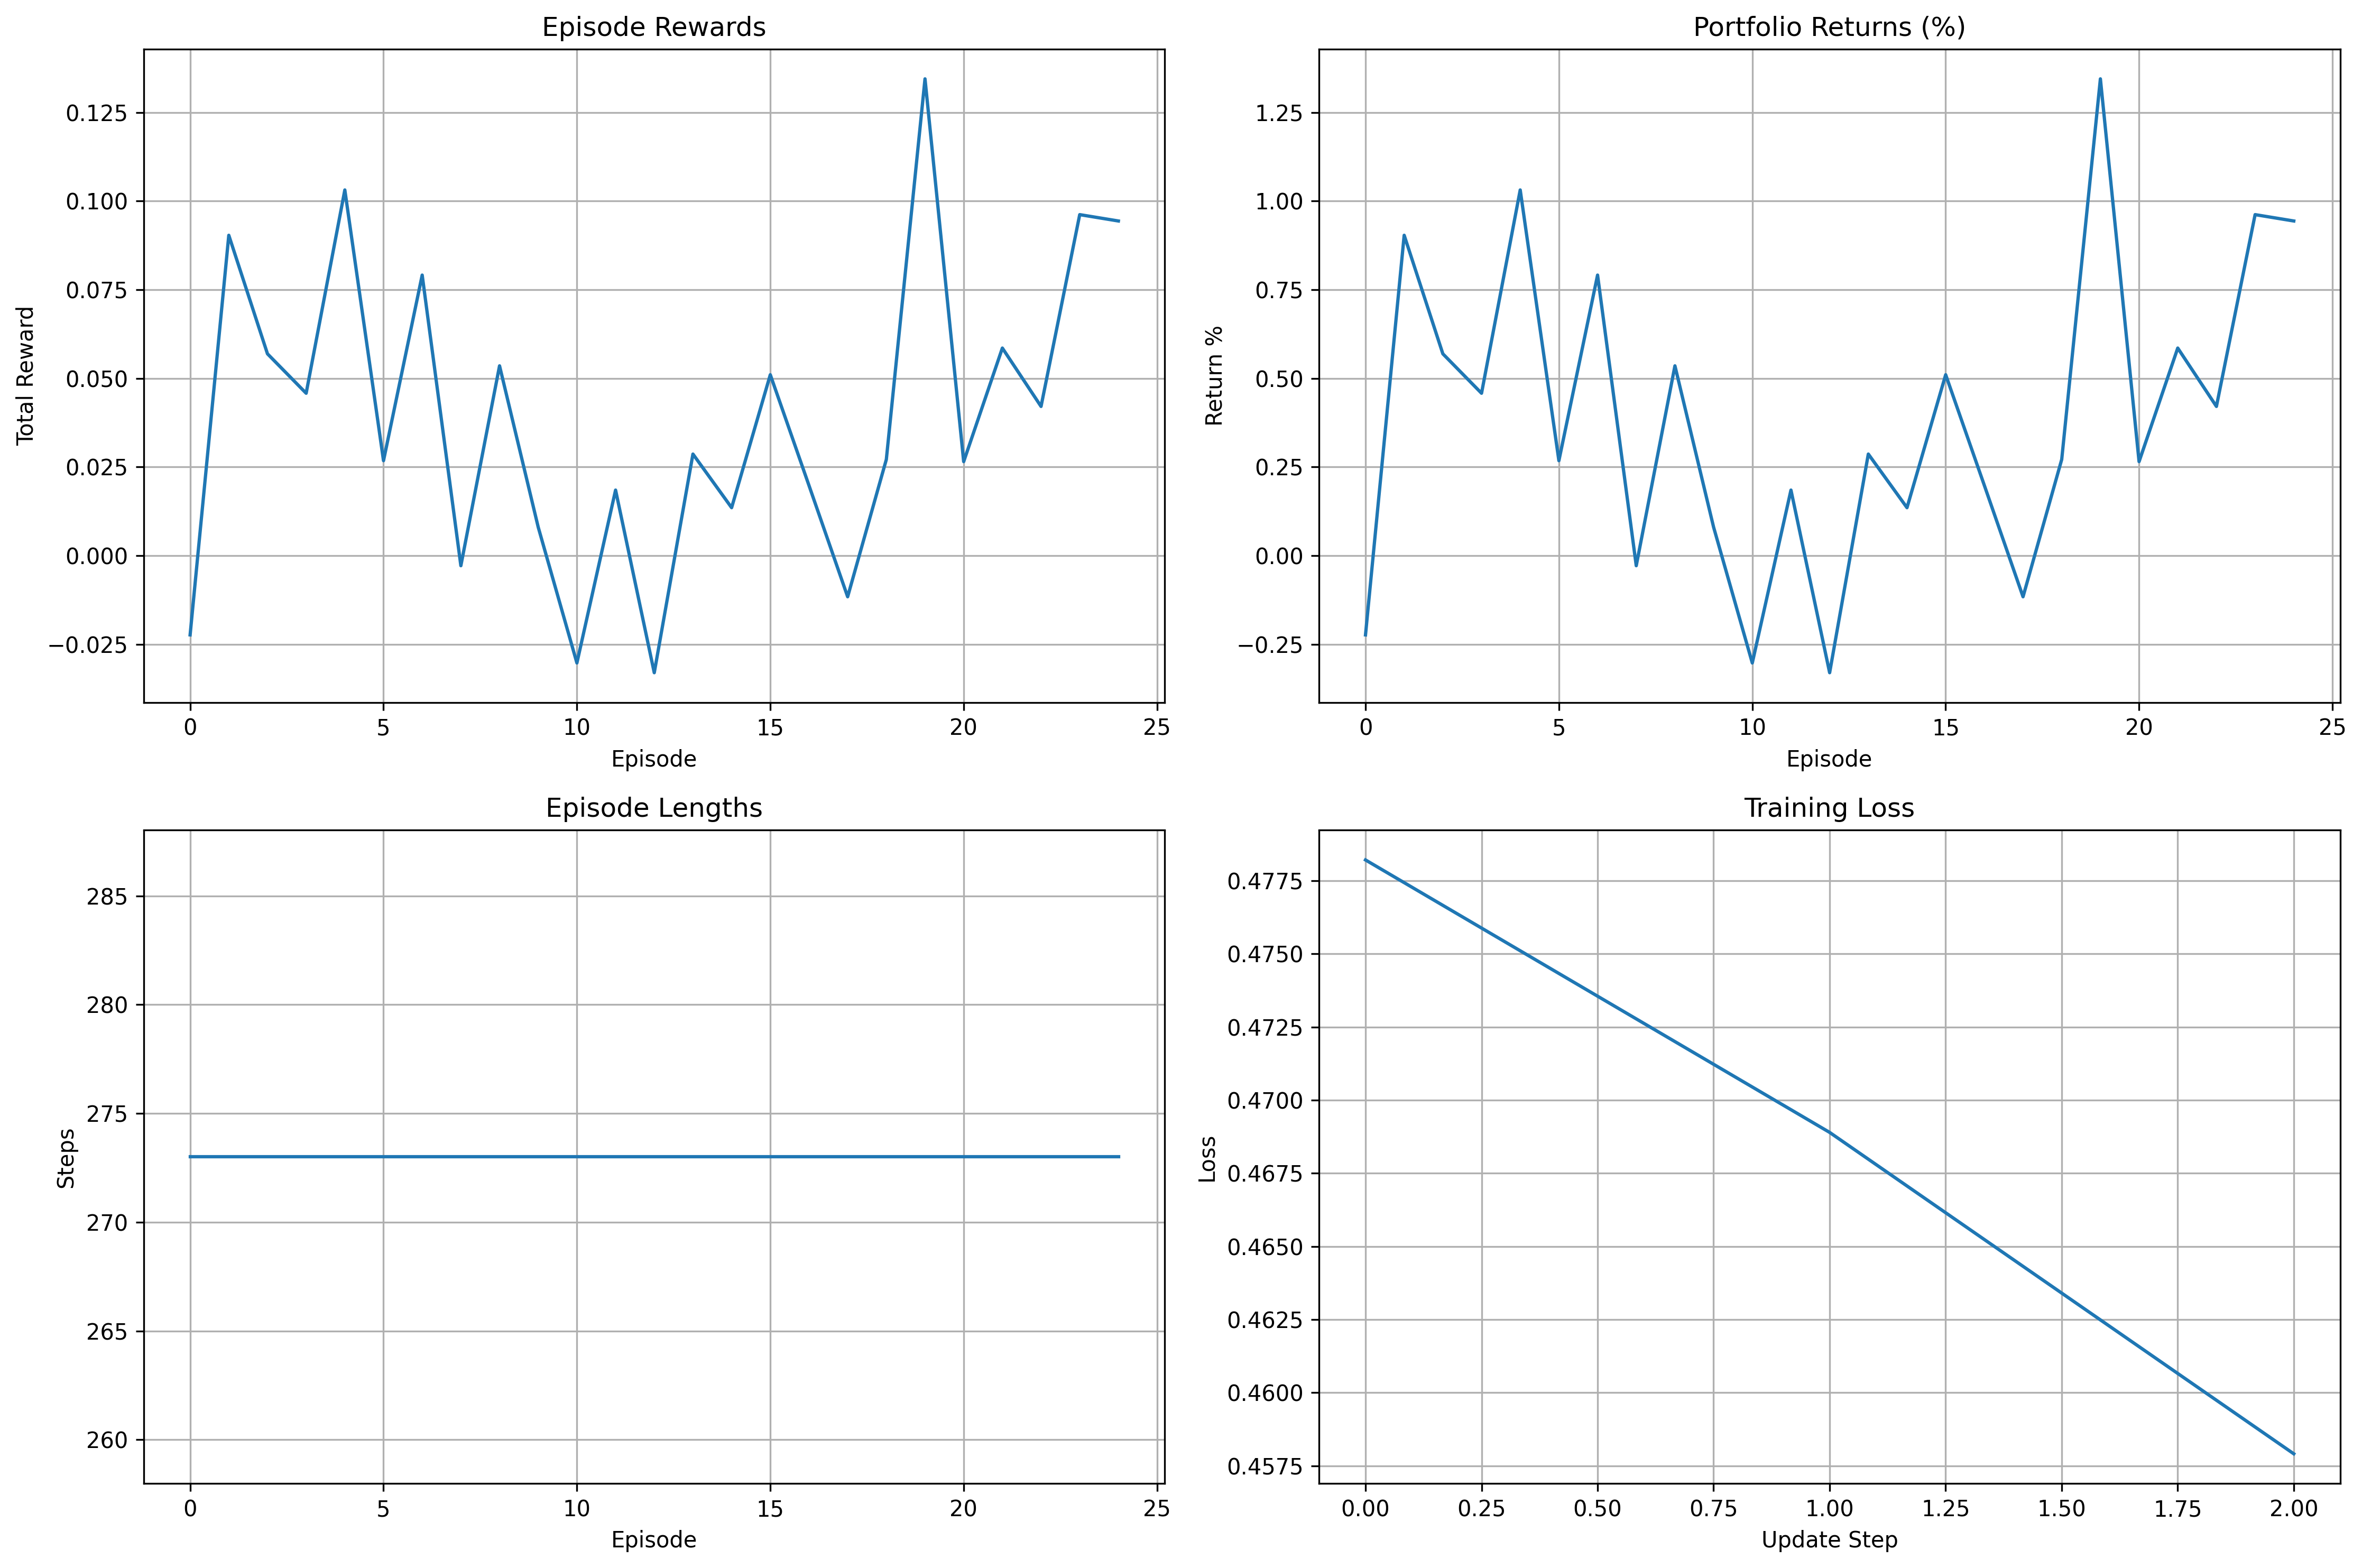 Episode Rewards
Total Reward
0.125
0.100
0.075
0.050
0.025
0.000
−0.025
0 5 10 15 20 25
Episode
Portfolio Returns (%)
Return %
1.25
1.00
0.75
0.50
0.25
0.00
−0.25
0 5 10 15 20 25
Episode
Episode Lengths
Steps
285
280
275
270
265
260
0 5 10 15 20 25
Episode
Training Loss
Loss
0.4775
0.4750
0.4725
0.4700
0.4675
0.4650
0.4625
0.4600
0.4575
0.00 0.25 0.50 0.75 1.00 1.25 1.50 1.75 2.00
Update Step